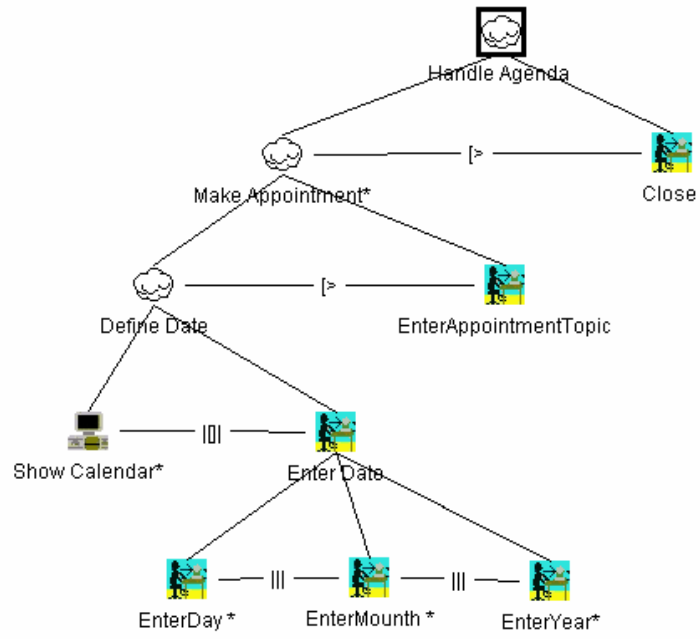 Handle Agenda
[>
Make Appointment*
Close
[>
Define Date
EnterAppointmentTopic
|[]|
Show Calendar*
Enter Date
|||
|||
EnterDay *
EnterMounth *
EnterYear*